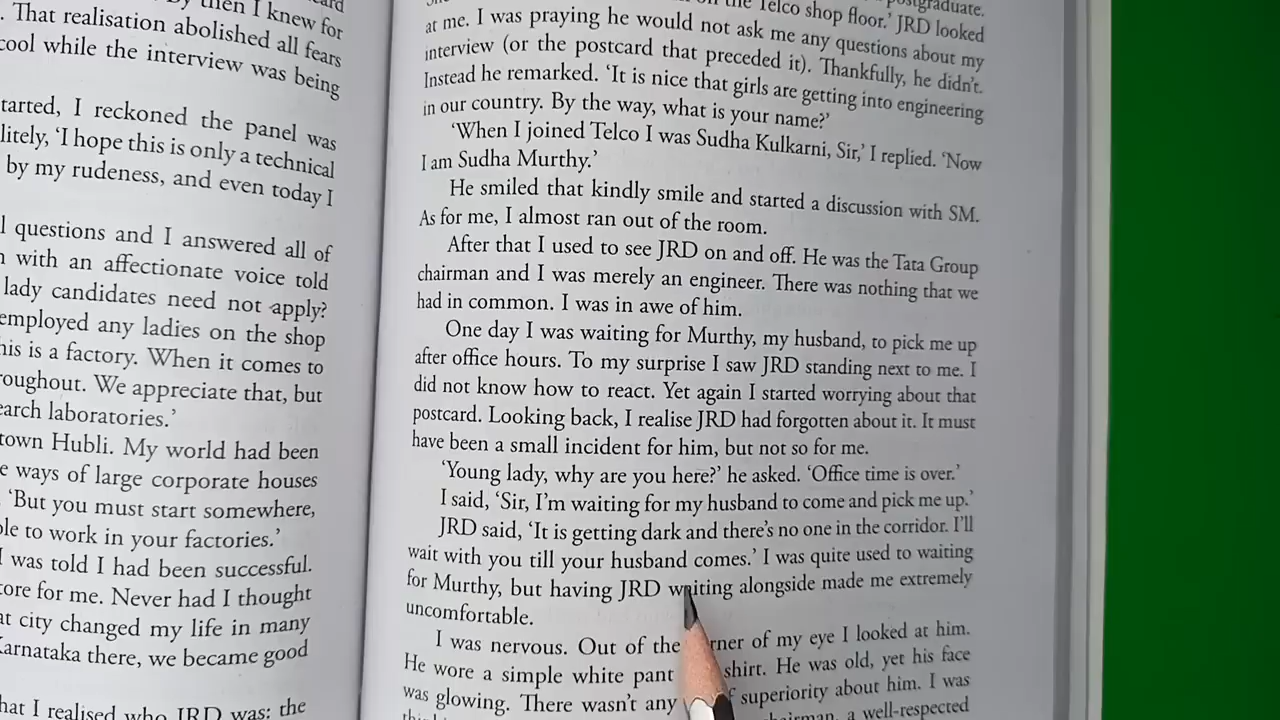 then I knew for
. That realisation abolished all fears
cool while the interview was being
tarted, I reckoned the panel was
litely, 'I hope this is only a technical
by my rudeness, and even today I
l questions and I answered all of
n with an affectionate voice told
lady candidates need not apply?
employed any ladies on the shop
his is a factory. When it comes to
roughout. We appreciate that, but
earch laboratories.'
town Hubli. My world had been
e ways of large corporate houses
'But you must start somewhere,
ole to work in your factories.'
I was told I had been successful.
tore for me. Never had I thought
at city changed my life in many
Karnataka there, we became good
hat I realised who JRD was: the
postgraduate.
the Telco shop floor.' JRD looked
at me. I was praying he would not ask me any questions about my
interview (or the postcard that preceded it). Thankfully, he didn't.
Instead he remarked. 'It is nice that girls are getting into engineering
in our country. By the way, what is your name?'
'When I joined Telco I was Sudha Kulkarni, Sir,' I replied. 'Now
I am Sudha Murthy.'
He smiled that kindly smile and started a discussion with SM.
As for me, I almost ran out of the room.
After that I used to see JRD on and off. He was the Tata Group
chairman and I was merely an engineer. There was nothing that we
had in common. I was in awe of him.
One day I was waiting for Murthy, my husband, to pick me up
after office hours. To my surprise I saw JRD standing next to me. I
did not know how to react. Yet again I started worrying about that
postcard. Looking back, I realise JRD had forgotten about it. It must
have been a small incident for him, but not so for me.
'Young lady, why are you here?' he asked. 'Office time is over.'
I said, 'Sir, I'm waiting for my husband to come and pick me up.'
JRD said, 'It is getting dark and there's no one in the corridor. I'll
wait with you till your husband comes.' I was quite used to waiting
for Murthy, but having JRD waiting alongside made me extremely
uncomfortable.
I was nervous. Out of the rner of my eye I looked at him.
He wore a simple white pant shirt. He was old, yet his face
was glowing. There wasn't any f superiority about him. I was
a well-respected